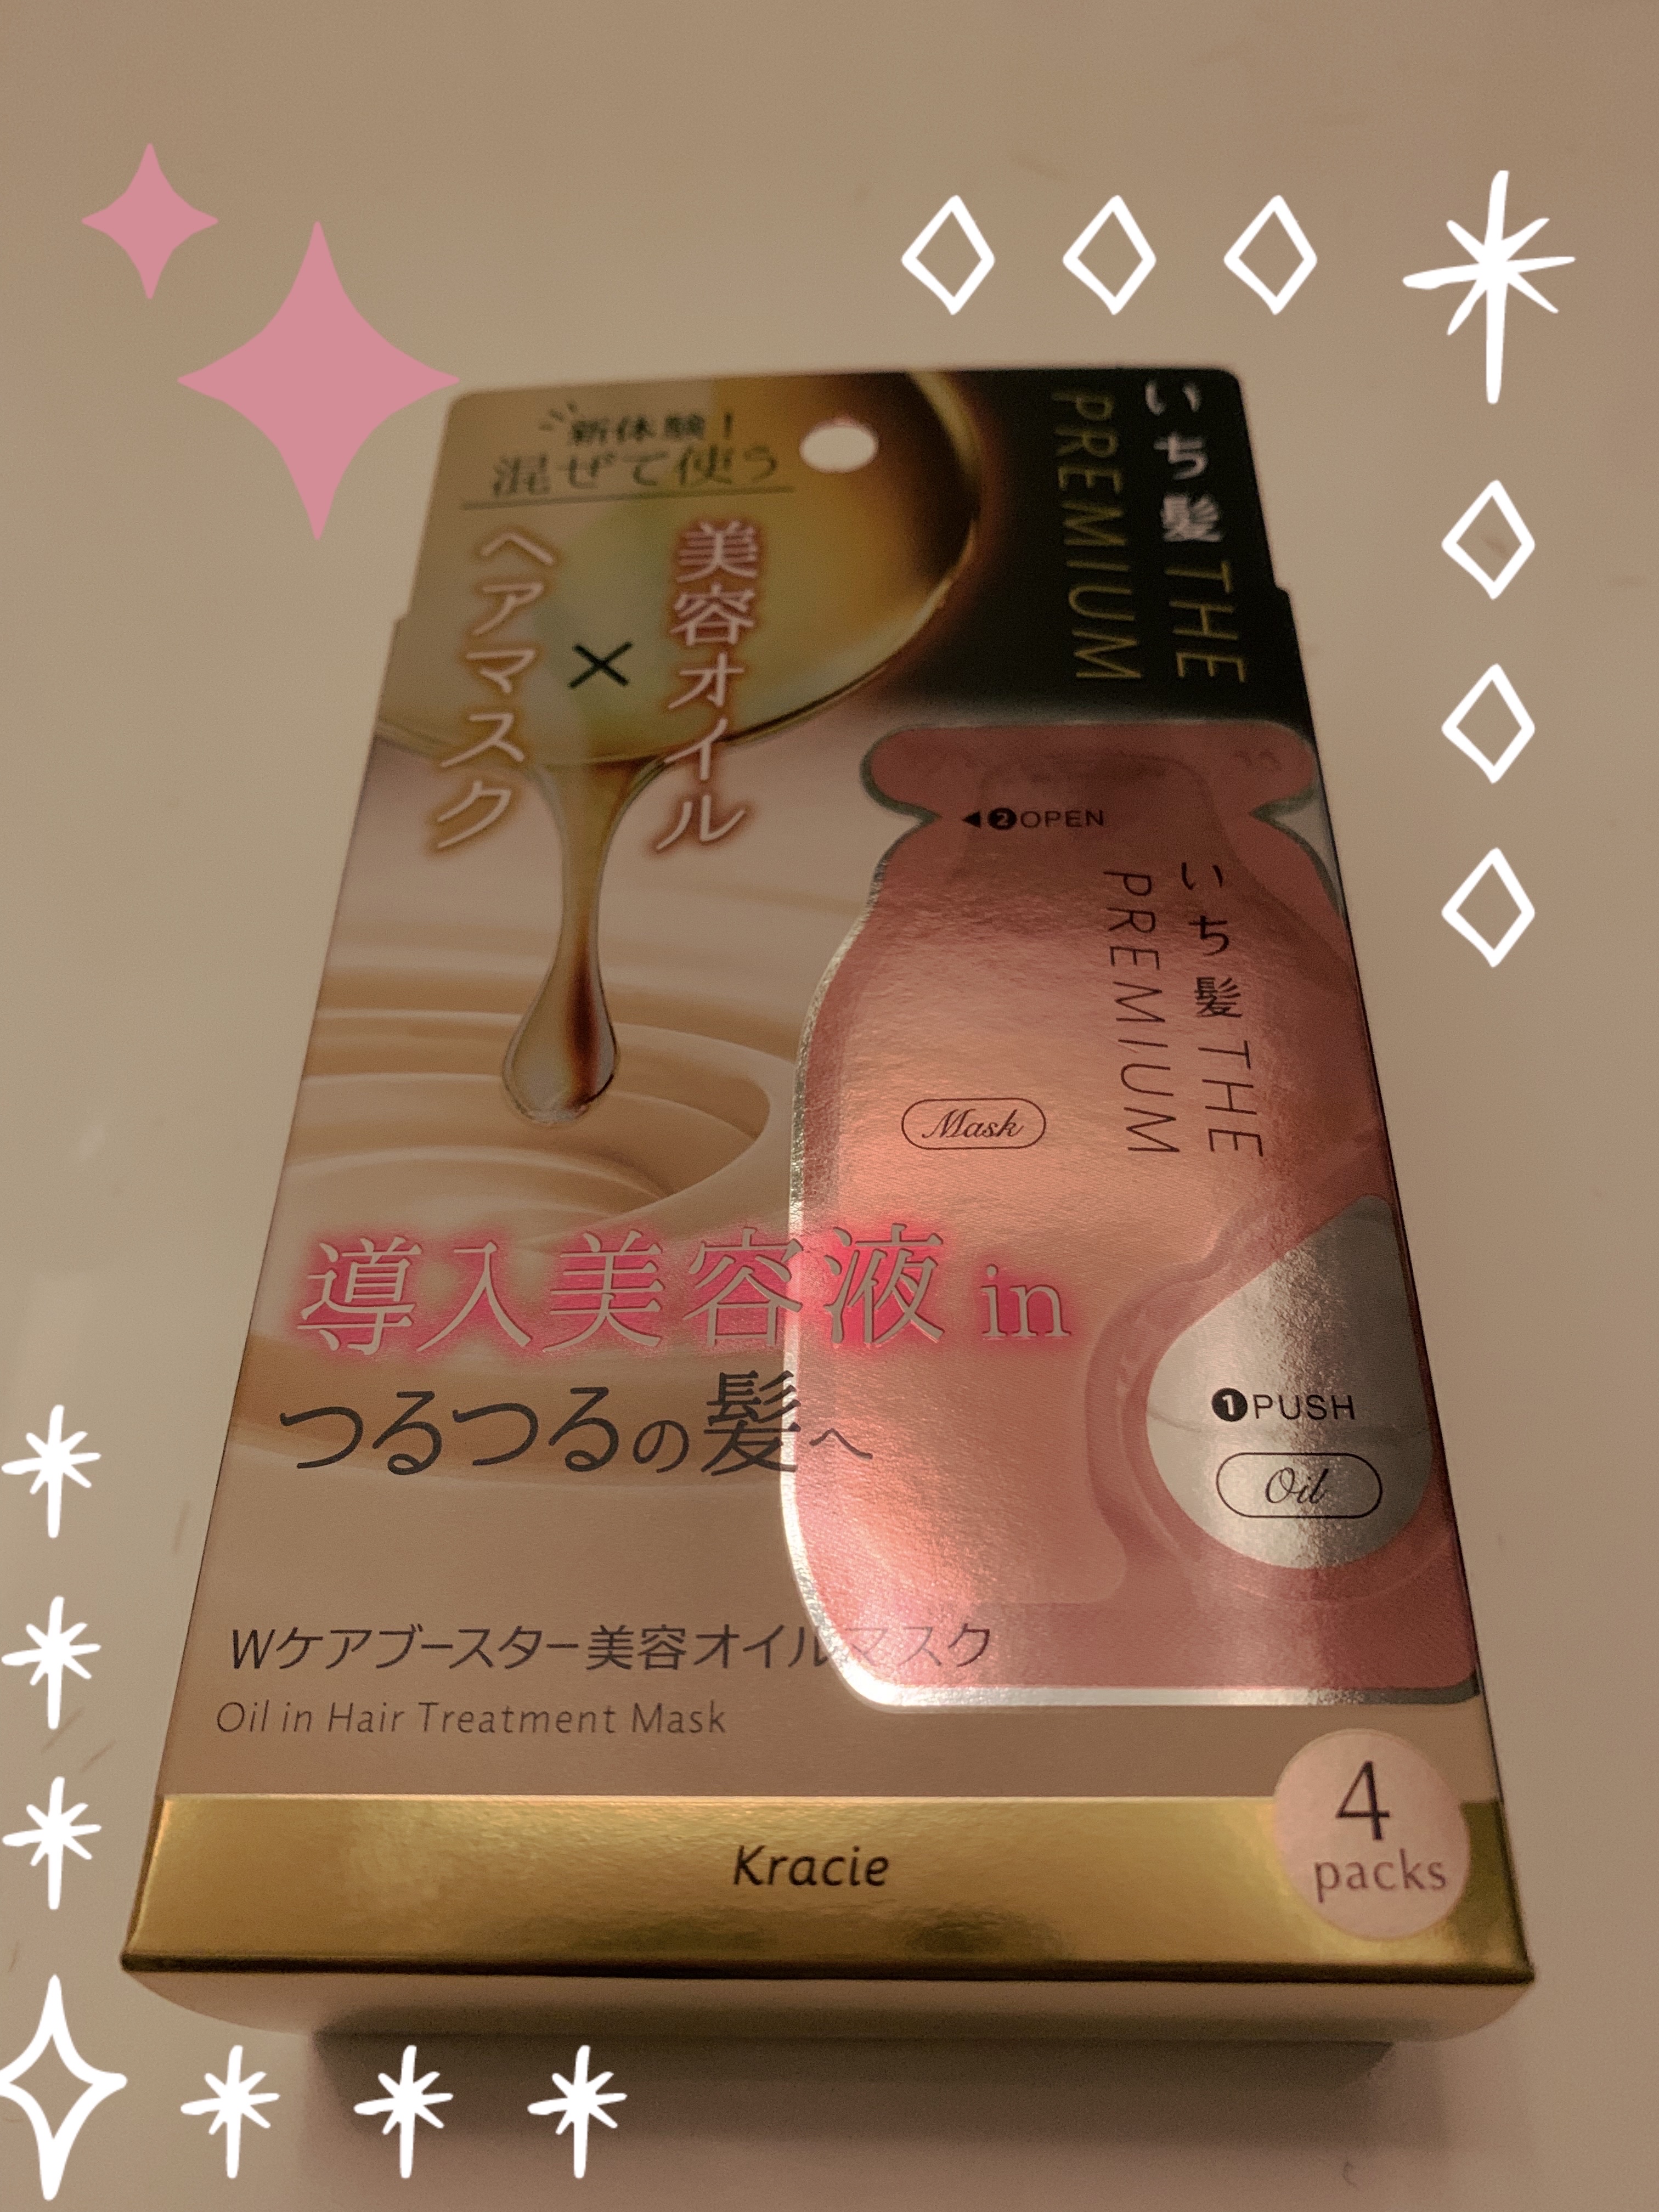 いち髪 THE
PREMIUM
新体験!
混ぜて使う
美容オイル
×
ヘアマスク
◀❷OPEN
いち髪 THE
PREMIUM
Mask
導入美容液 in
つるつるの髪へ
❶PUSH
Oil
Wケアブースター美容オイルマスク
Oil in Hair Treatment Mask
4
packs
Kracie